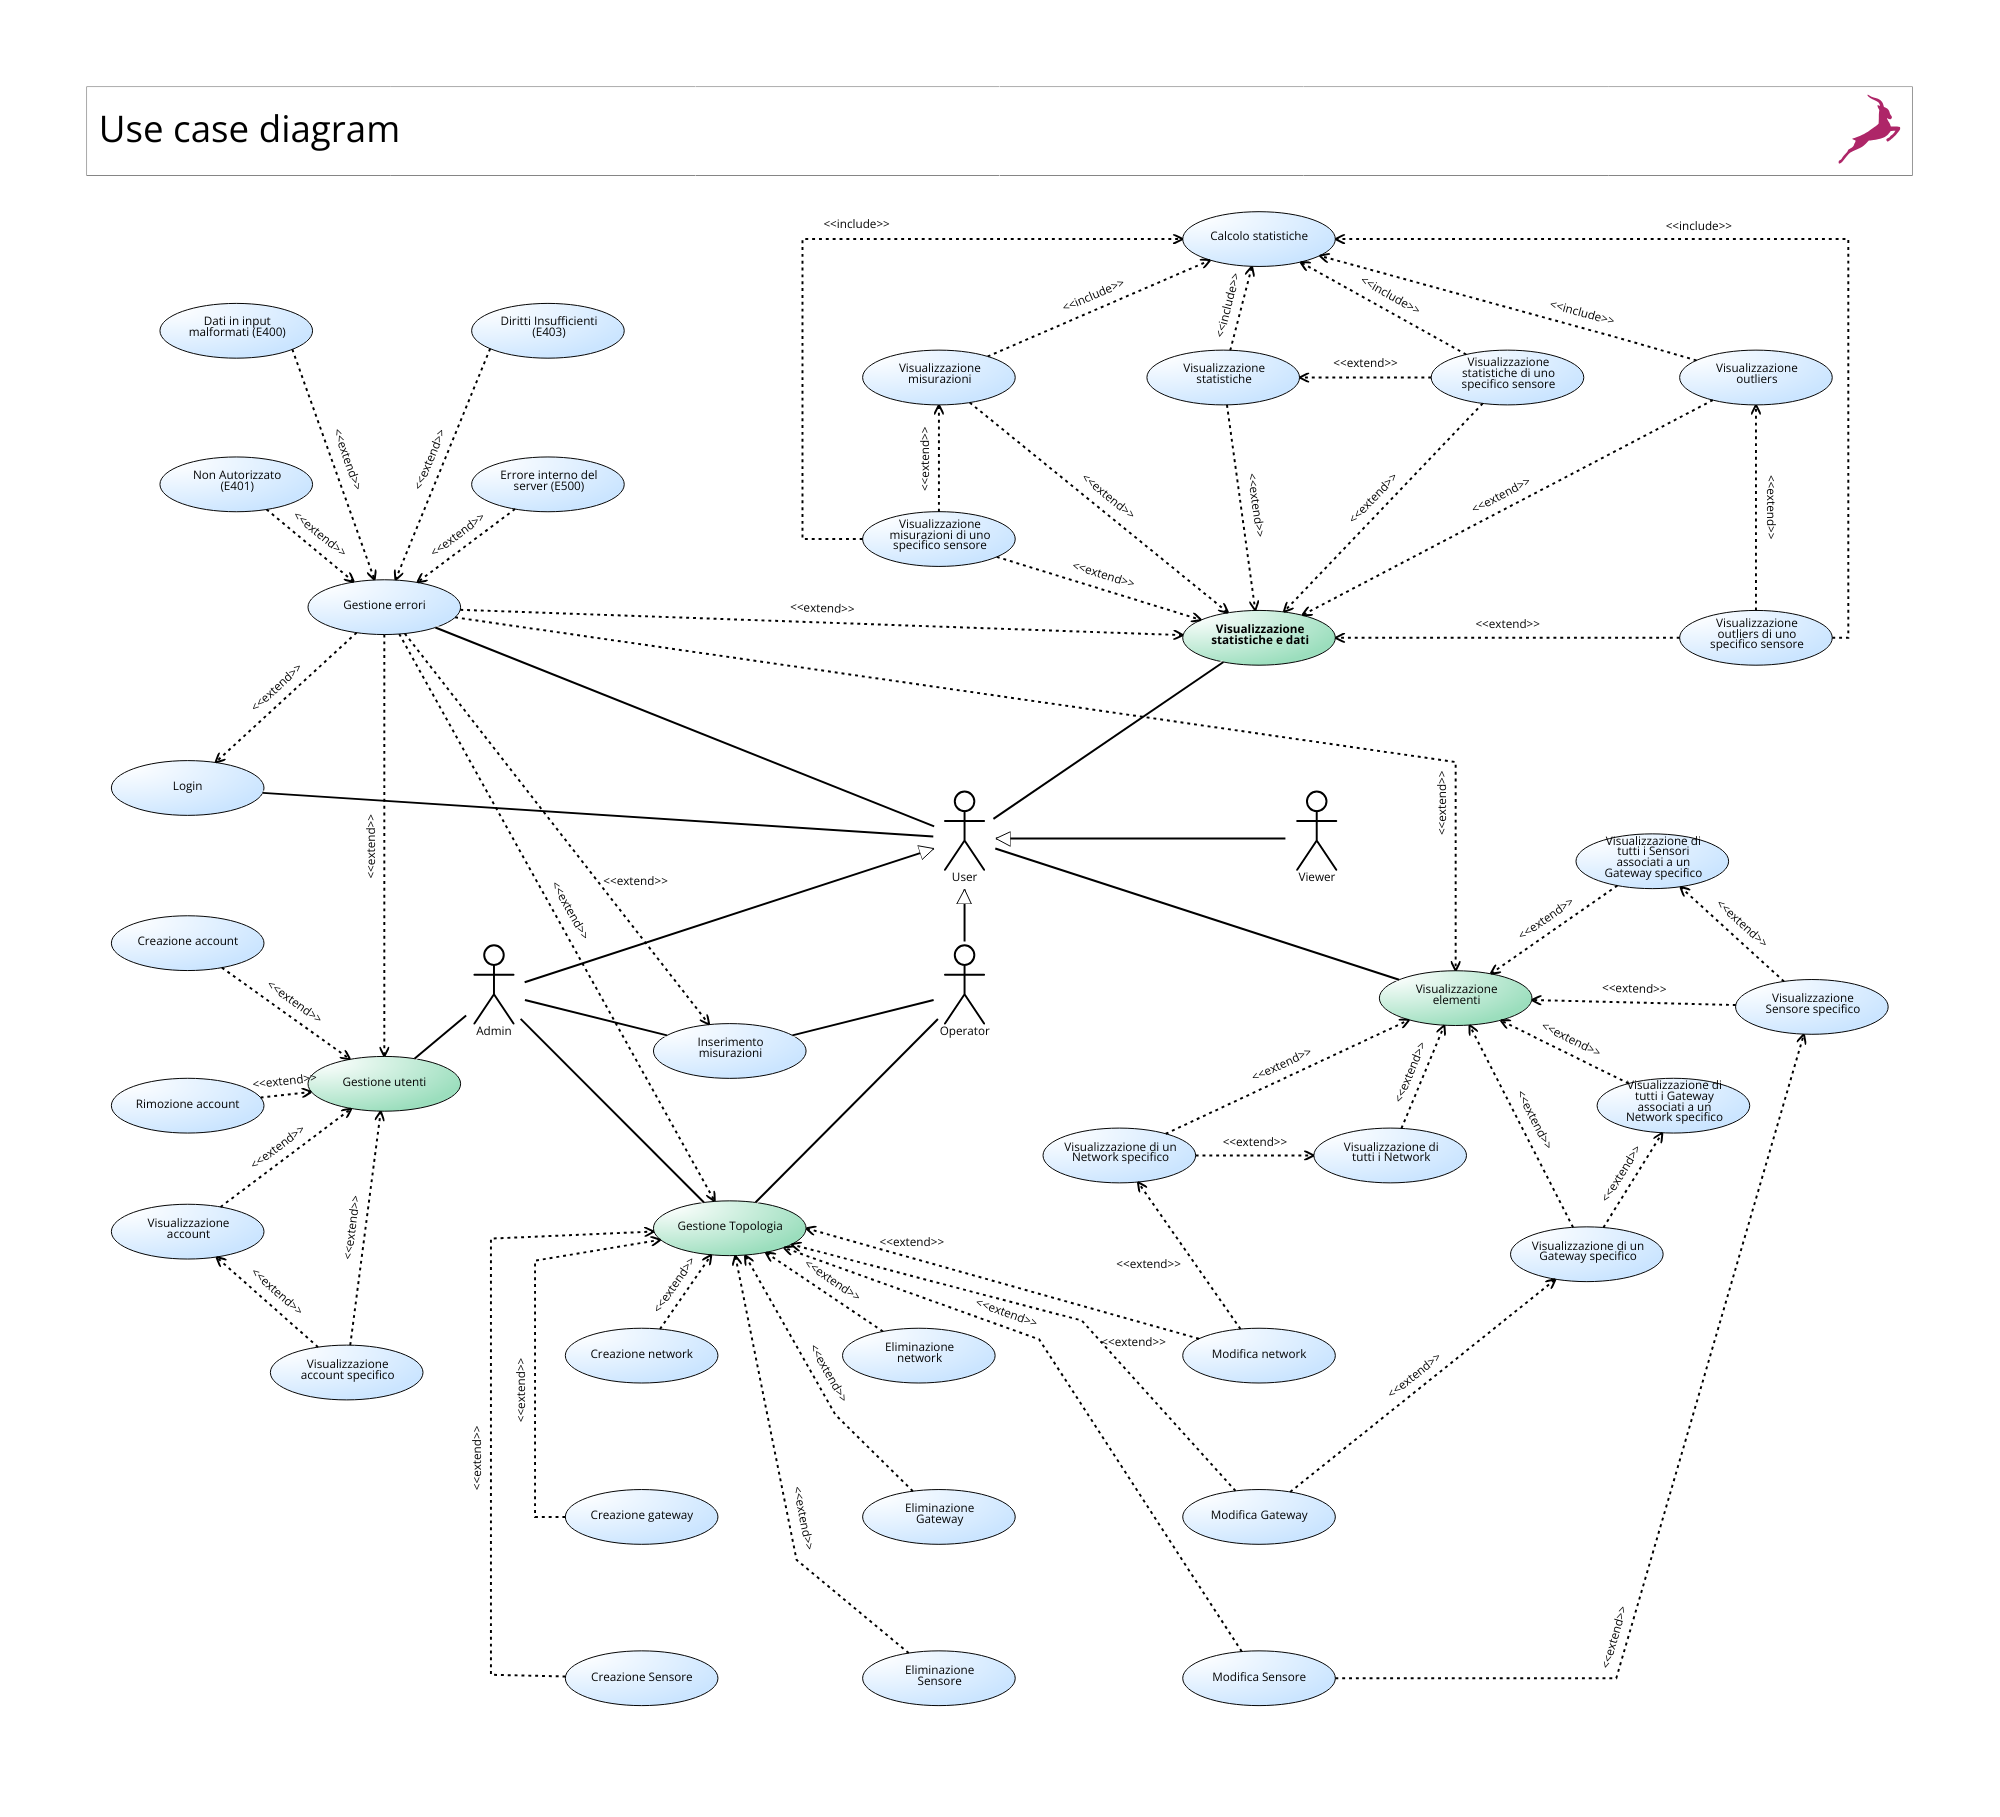 Use case diagram
<<include>>
Calcolo statistiche
<<include>>
<<include>>
<<include>>
<<include>>
<<include>>
Dati in input
malformati (E400)
Diritti Insufficienti
(E403)
Visualizzazione
misurazioni
Visualizzazione
statistiche
<<extend>>
Visualizzazione
statistiche di uno
specifico sensore
Visualizzazione
outliers
<<extend>>
<<extend>>
Non Autorizzato
(E401)
Errore interno del
server (E500)
<<extend>>
<<extend>>
<<extend>>
<<extend>>
<<extend>>
<<extend>>
<<extend>>
<<extend>>
Visualizzazione
misurazioni di uno
specifico sensore
<<extend>>
Gestione errori
<<extend>>
Visualizzazione
statistiche e dati
<<extend>>
Visualizzazione
outliers di uno
specifico sensore
<<extend>>
Login
<<extend>>
<<extend>>
User
Viewer
<<extend>>
<<extend>>
Visualizzazione di
tutti i Sensori
associati a un
Gateway specifico
<<extend>>
<<extend>>
Creazione account
<<extend>>
Admin
Operator
Inserimento
misurazioni
Visualizzazione
elementi
<<extend>>
Visualizzazione
Sensore specifico
<<extend>>
<<extend>>
<<extend>>
Gestione utenti
<<extend>>
Rimozione account
Visualizzazione di
tutti i Gateway
associati a un
Network specifico
<<extend>>
<<extend>>
Visualizzazione di un
Network specifico
<<extend>>
Visualizzazione di
tutti i Network
<<extend>>
Visualizzazione
account
<<extend>>
Gestione Topologia
<<extend>>
Visualizzazione di un
Gateway specifico
<<extend>>
<<extend>>
<<extend>>
<<extend>>
<<extend>>
<<extend>>
Visualizzazione
account specifico
Creazione network
Eliminazione
network
Modifica network
<<extend>>
<<extend>>
<<extend>>
<<extend>>
Creazione gateway
Eliminazione
Gateway
Modifica Gateway
<<extend>>
<<extend>>
Creazione Sensore
Eliminazione
Sensore
Modifica Sensore